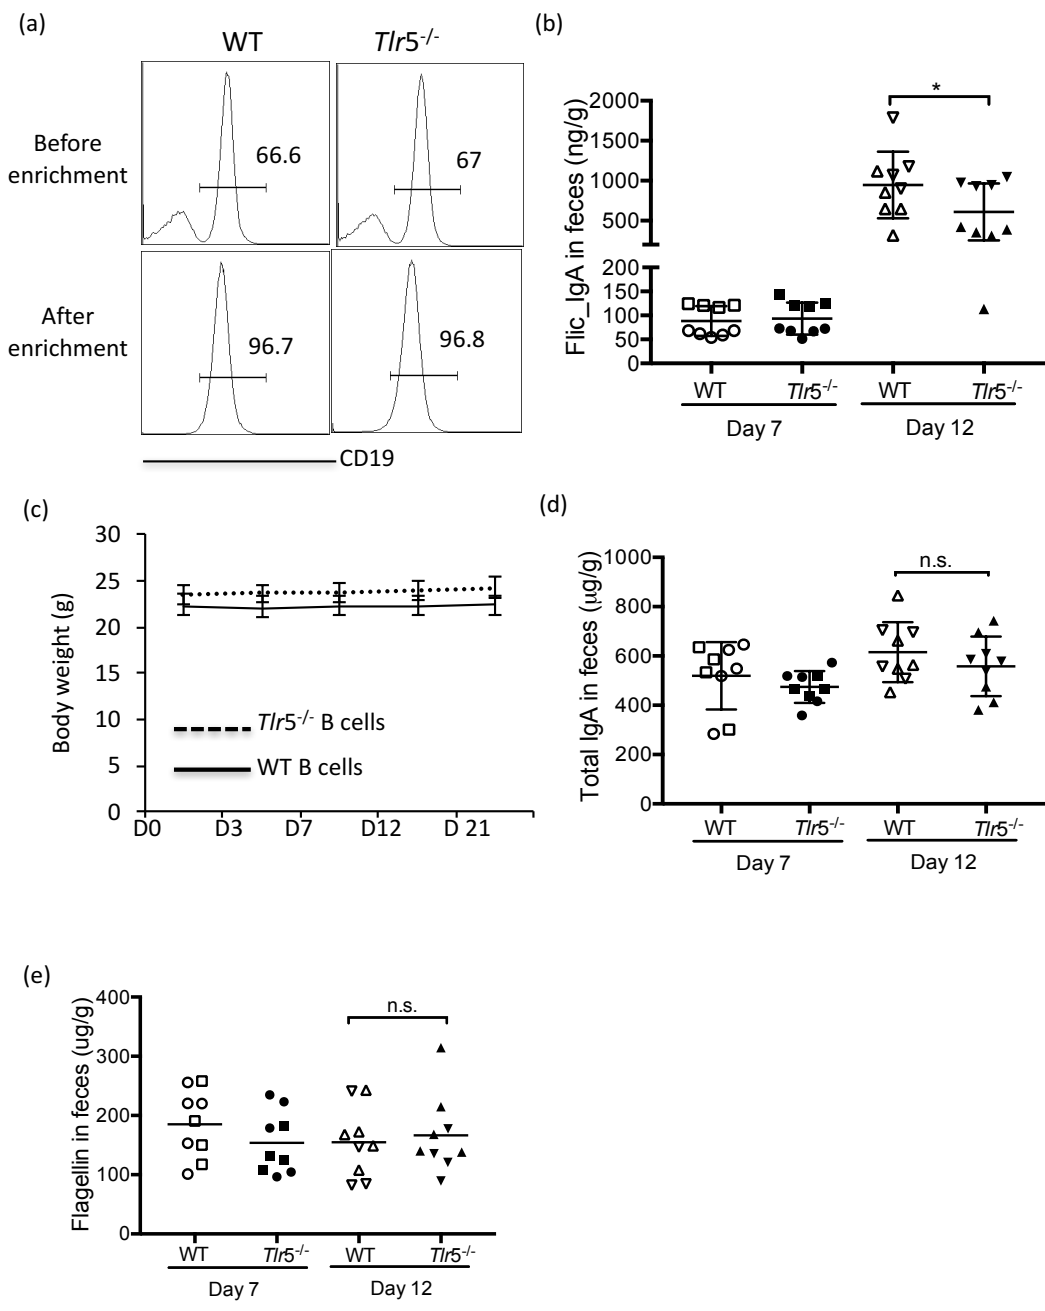 (a)
WT
Tlr5-/-
Before
enrichment
66.6
67
After
enrichment
96.7
96.8
CD19
(b)
Flic_IgA in feces (ng/g)
2000
1500
1000
500
200
150
100
50
0
*
WT
Tlr5-/-
WT
Tlr5-/-
Day 7
Day 12
(c)
Body weight (g)
30
25
20
15
10
5
0
Tlr5-/- B cells
WT B cells
D0
D3
D7
D12
D 21
(d)
Total IgA in feces (μg/g)
1000
800
600
400
200
0
n.s.
WT
Tlr5-/-
WT
Tlr5-/-
Day 7
Day 12
(e)
Flagellin in feces (ug/g)
400
300
200
100
0
n.s.
WT
Tlr5-/-
WT
Tlr5-/-
Day 7
Day 12